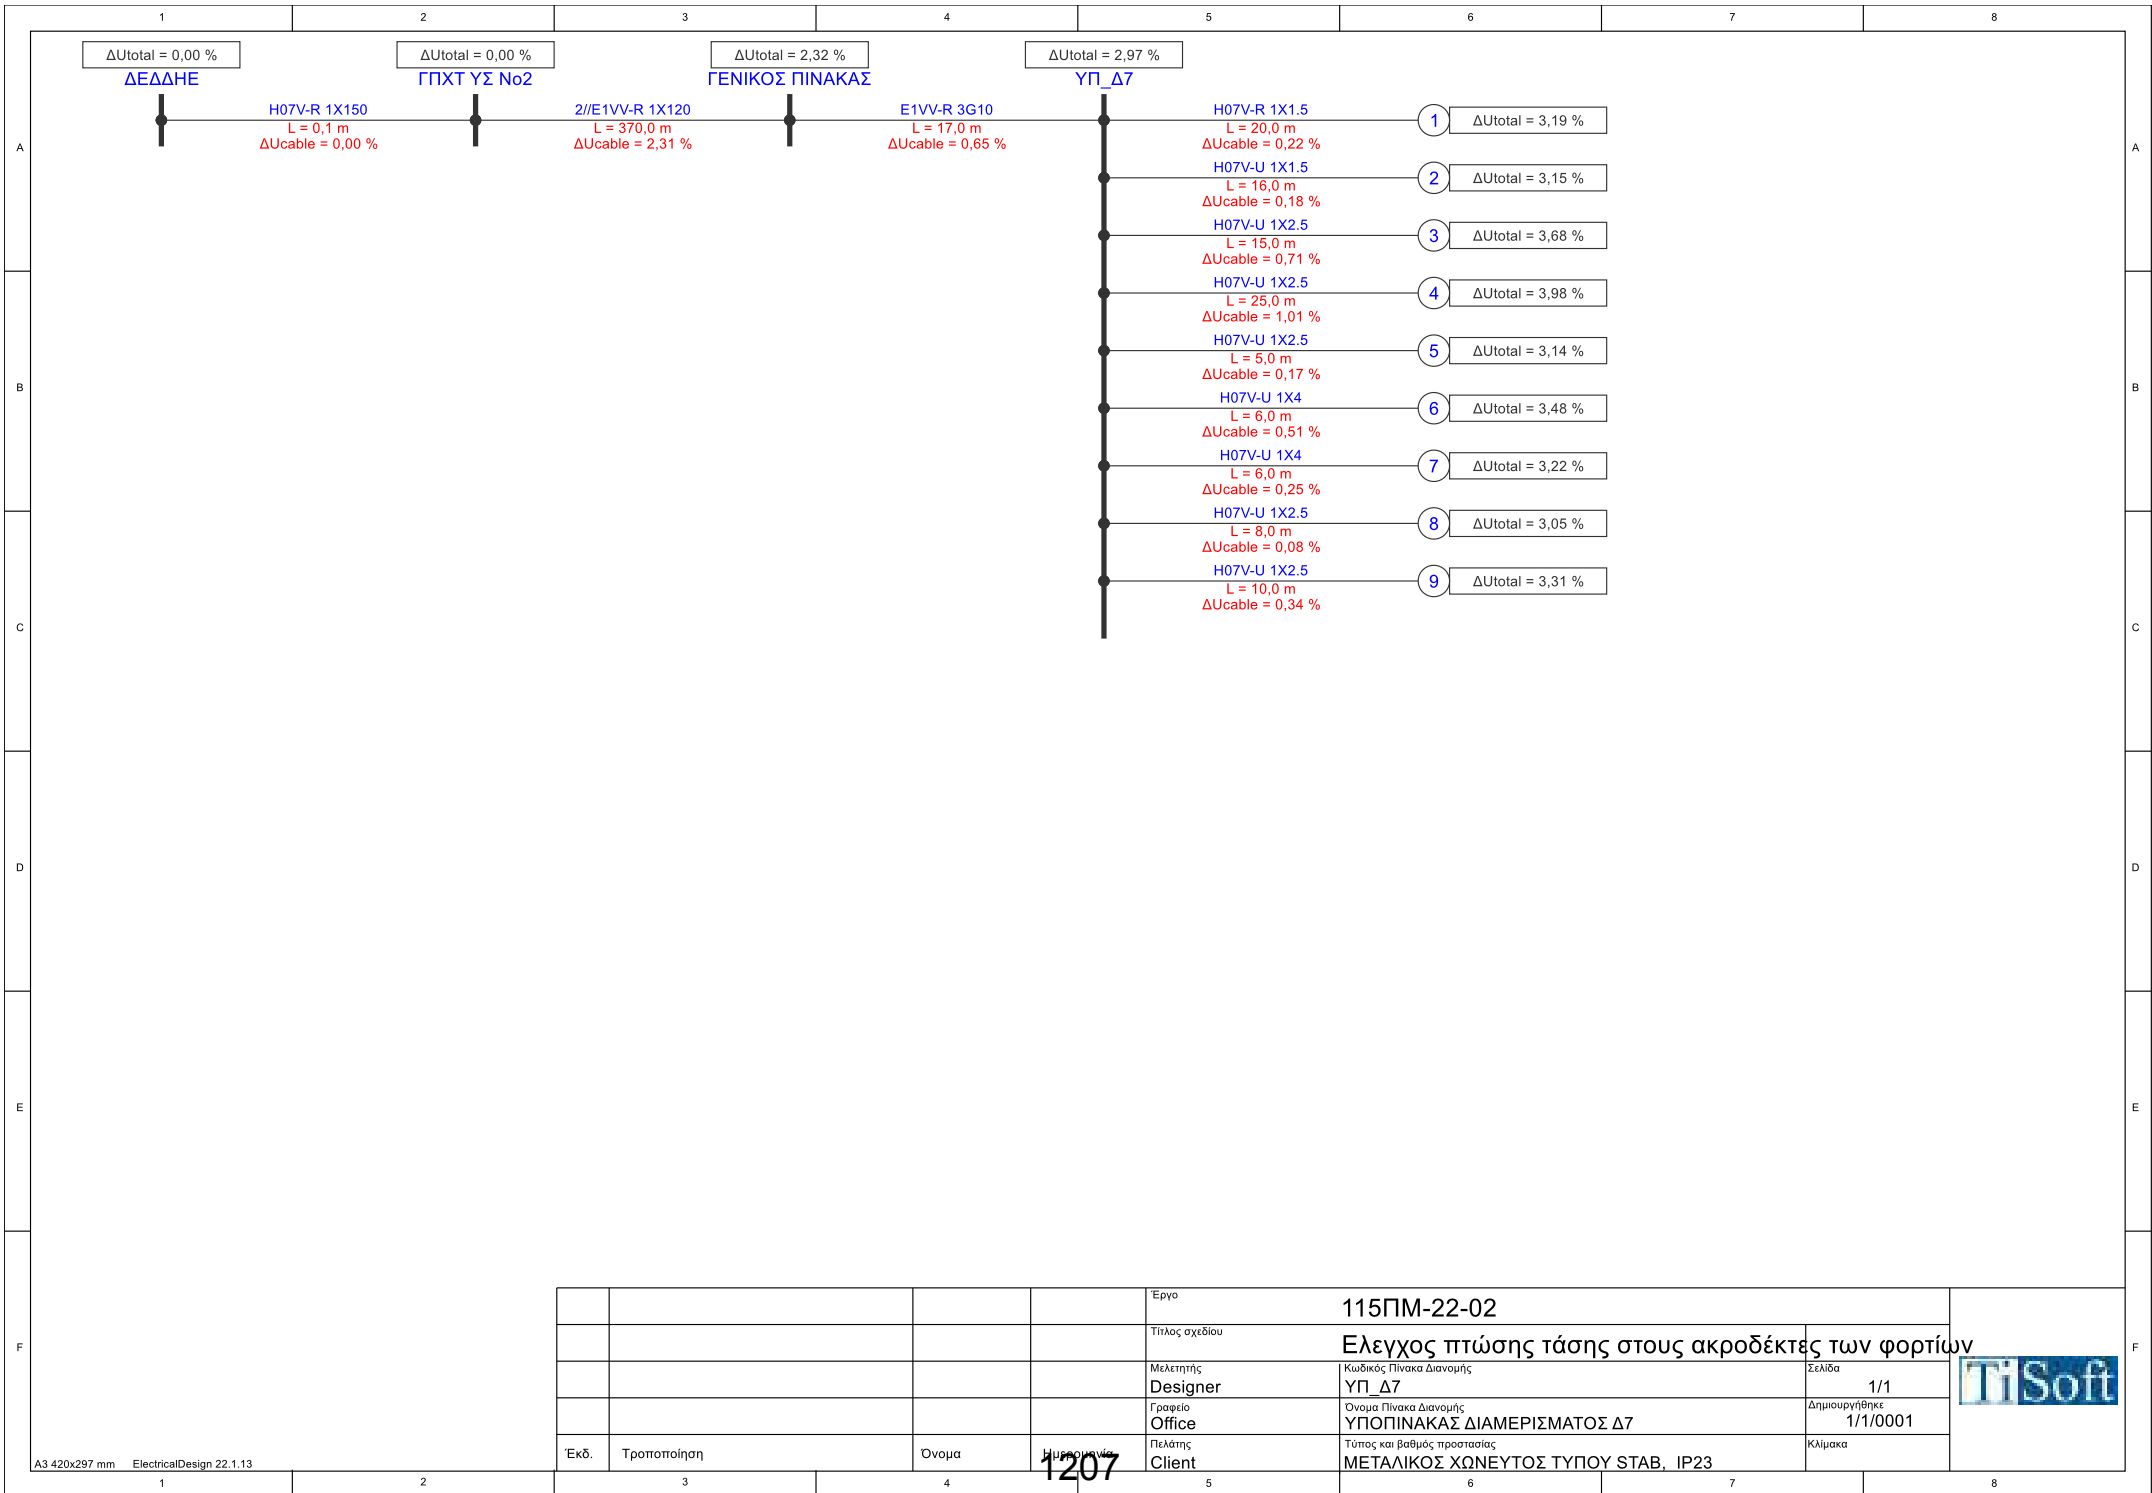 1 2 3 4 5 6 7 8
ΔUtotal = 0,00 % ΔUtotal = 0,00 % ΔUtotal = 2,32 % ΔUtotal = 2,97 %
ΔΕΔΔΗΕ ΓΠΧΤ ΥΣ Νο2 ΓΕΝΙΚΟΣ ΠΙΝΑΚΑΣ ΥΠ_Δ7
H07V-R 1X150 2//E1VV-R 1X120 E1VV-R 3G10 H07V-R 1X1.5
1 ΔUtotal = 3,19 %
L = 0,1 m L = 370,0 m L = 17,0 m L = 20,0 m
ΔUcable = 0,00 % ΔUcable = 2,31 % ΔUcable = 0,65 % ΔUcable = 0,22 %
A A
H07V-U 1X1.5
2 ΔUtotal = 3,15 %
L = 16,0 m
ΔUcable = 0,18 %
H07V-U 1X2.5
3 ΔUtotal = 3,68 %
L = 15,0 m
ΔUcable = 0,71 %
H07V-U 1X2.5
4 ΔUtotal = 3,98 %
L = 25,0 m
ΔUcable = 1,01 %
H07V-U 1X2.5
5 ΔUtotal = 3,14 %
L = 5,0 m
ΔUcable = 0,17 %
B B
H07V-U 1X4
6 ΔUtotal = 3,48 %
L = 6,0 m
ΔUcable = 0,51 %
H07V-U 1X4
7 ΔUtotal = 3,22 %
L = 6,0 m
ΔUcable = 0,25 %
H07V-U 1X2.5
8 ΔUtotal = 3,05 %
L = 8,0 m
ΔUcable = 0,08 %
H07V-U 1X2.5
9 ΔUtotal = 3,31 %
L = 10,0 m
ΔUcable = 0,34 %
C C
D D
E E
F F
Έργο
115ΠΜ-22-02
Τίτλος σχεδίου
Ελεγχος πτώσης τάσης στους ακροδέκτες των φορτίων
Μελετητής Κωδικός Πίνακα Διανομής Σελίδα
Designer ΥΠ_Δ7 1/1
Γραφείο Όνομα Πίνακα Διανομής Δημιουργήθηκε
Office ΥΠΟΠΙΝΑΚΑΣ ΔΙΑΜΕΡΙΣΜΑΤΟΣ Δ7 1/1/0001
Πελάτης Τύπος και βαθμός προστασίας Κλίμακα
Client ΜΕΤΑΛΙΚΟΣ ΧΩΝΕΥΤΟΣ ΤΥΠΟΥ STAB, IP23
Έκδ. Τροποποίηση Όνομα Ημερομηνία
1207
TiSoft
A3 420x297 mm ElectricalDesign 22.1.13
1 2 3 4 5 6 7 8